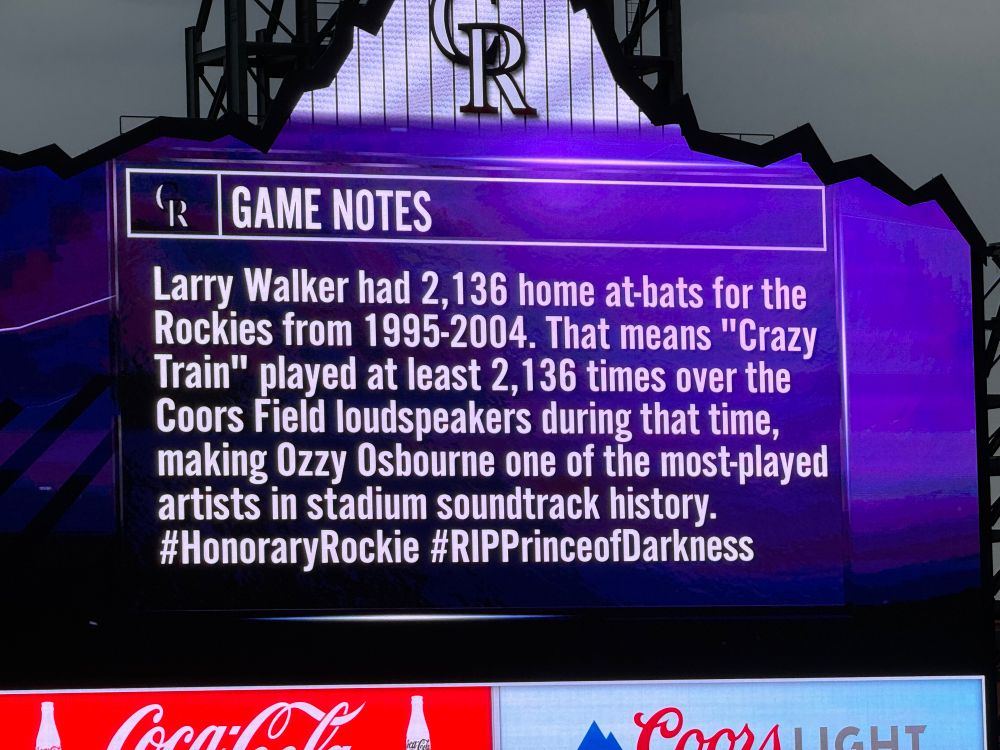 CR
CR GAME NOTES
Larry Walker had 2,136 home at-bats for the
Rockies from 1995-2004. That means "Crazy
Train" played at least 2,136 times over the
Coors Field loudspeakers during that time,
making Ozzy Osbourne one of the most-played
artists in stadium soundtrack history.
#HonoraryRockie #RIPPrinceofDarkness
Coca-Cola
Coors LIGHT